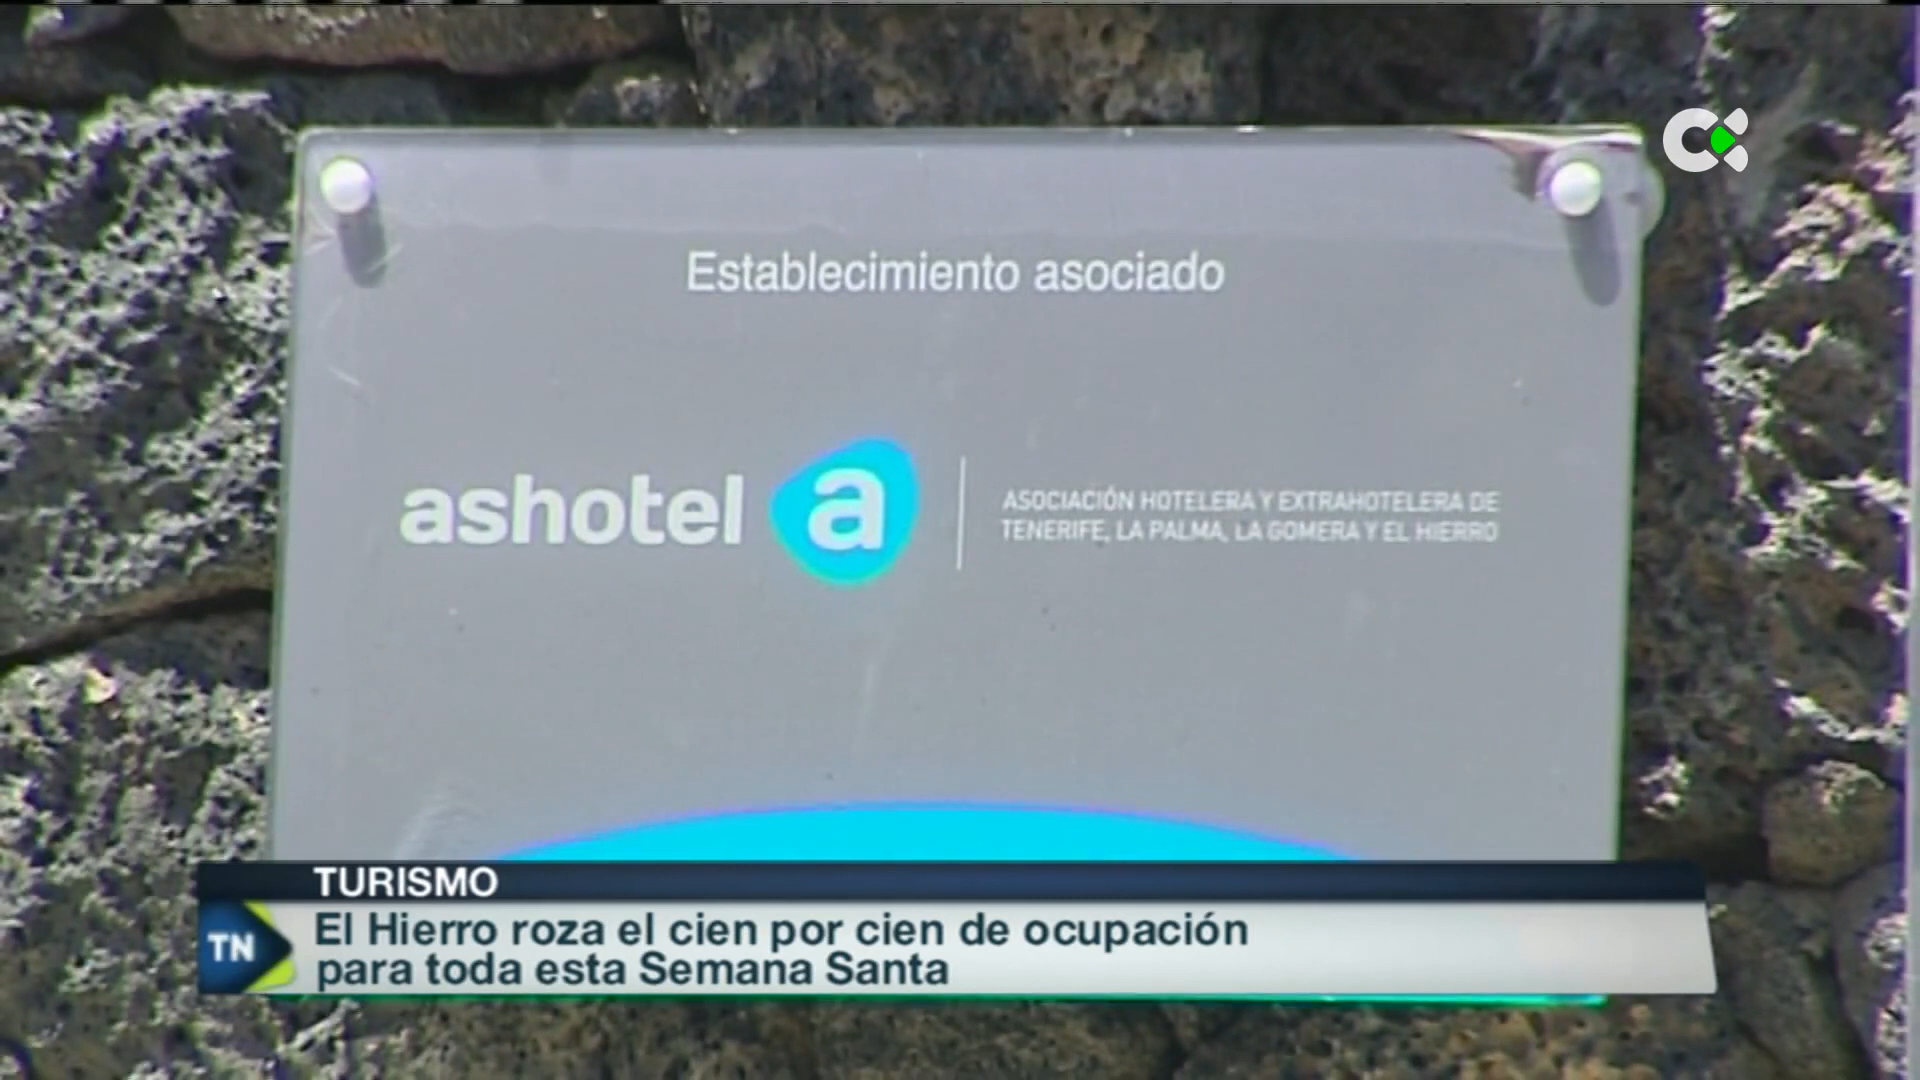 Establecimiento asociado
ashotel a
ASOCIACIÓN HOTELERA Y EXTRAHOTELERA DE
TENERIFE, LA PALMA, LA GOMERA Y EL HIERRO
TURISMO
TN
El Hierro roza el cien por cien de ocupación
para toda esta Semana Santa